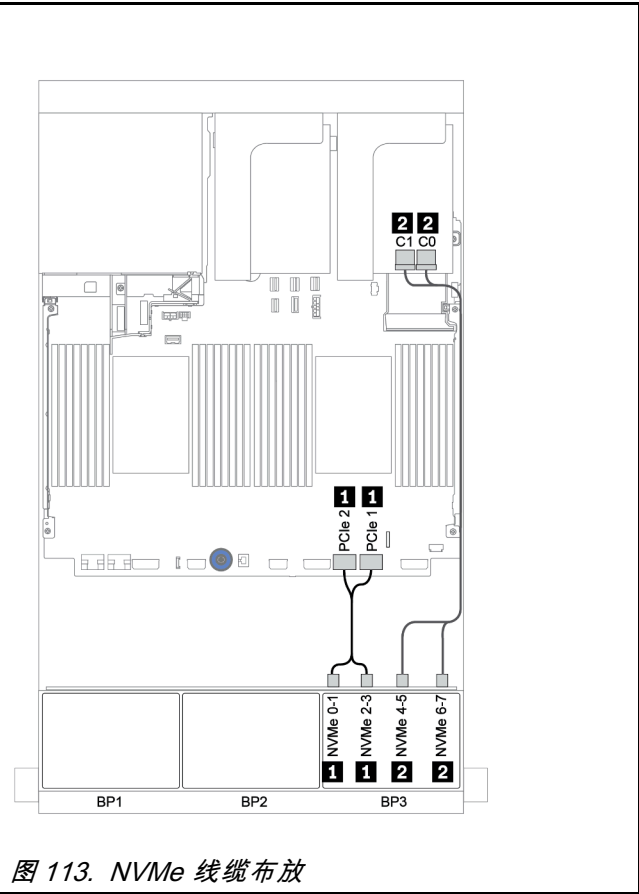 2 2
C1 C0
1 1
PCIe 2
PCIe 1
NVMe 0-1
NVMe 2-3
NVMe 4-5
NVMe 6-7
1 1 2 2
BP1 BP2 BP3
图 113. NVMe 线缆布放